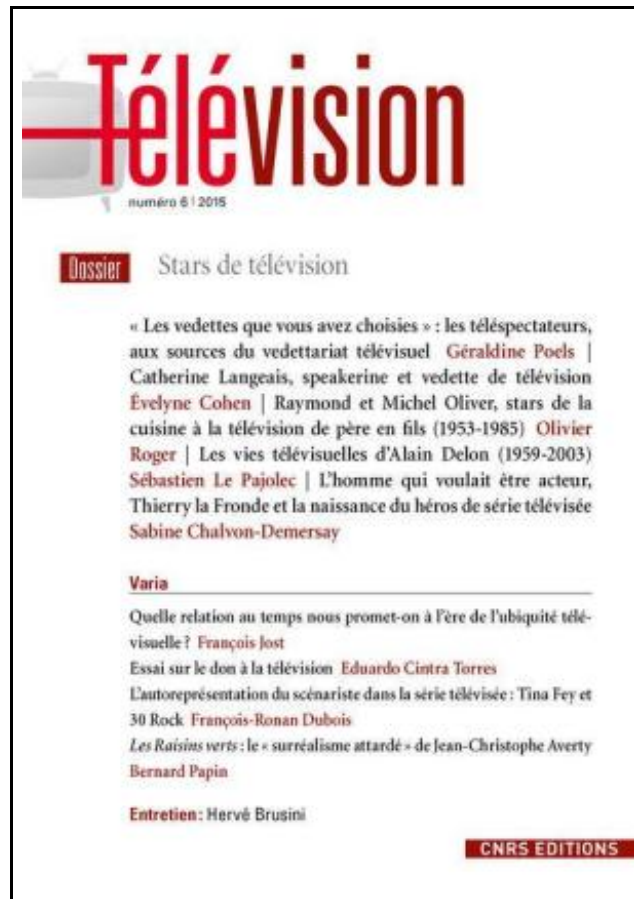 Télévision
numéro 6 | 2015
Dossier Stars de télévision
« Les vedettes que vous avez choisies » : les téléspectateurs,
aux sources du vedettariat télévisuel Géraldine Poels |
Catherine Langeais, speakerine et vedette de télévision
Évelyne Cohen | Raymond et Michel Oliver, stars de la
cuisine à la télévision de père en fils (1953-1985) Olivier
Roger | Les vies télévisuelles d'Alain Delon (1959-2003)
Sébastien Le Pajolec | L'homme qui voulait être acteur,
Thierry la Fronde et la naissance du héros de série télévisée
Sabine Chalvon-Demersay
Varia
Quelle relation au temps nous promet-on à l'ère de l'ubiquité télé-
visuelle ? François Jost
Essai sur le don à la télévision Eduardo Cintra Torres
L'autoreprésentation du scénariste dans la série télévisée : Tina Fey et
30 Rock François-Ronan Dubois
Les Raisins verts : le « surréalisme attardé » de Jean-Christophe Averty
Bernard Papin
Entretien : Hervé Brusini
CNRS EDITIONS